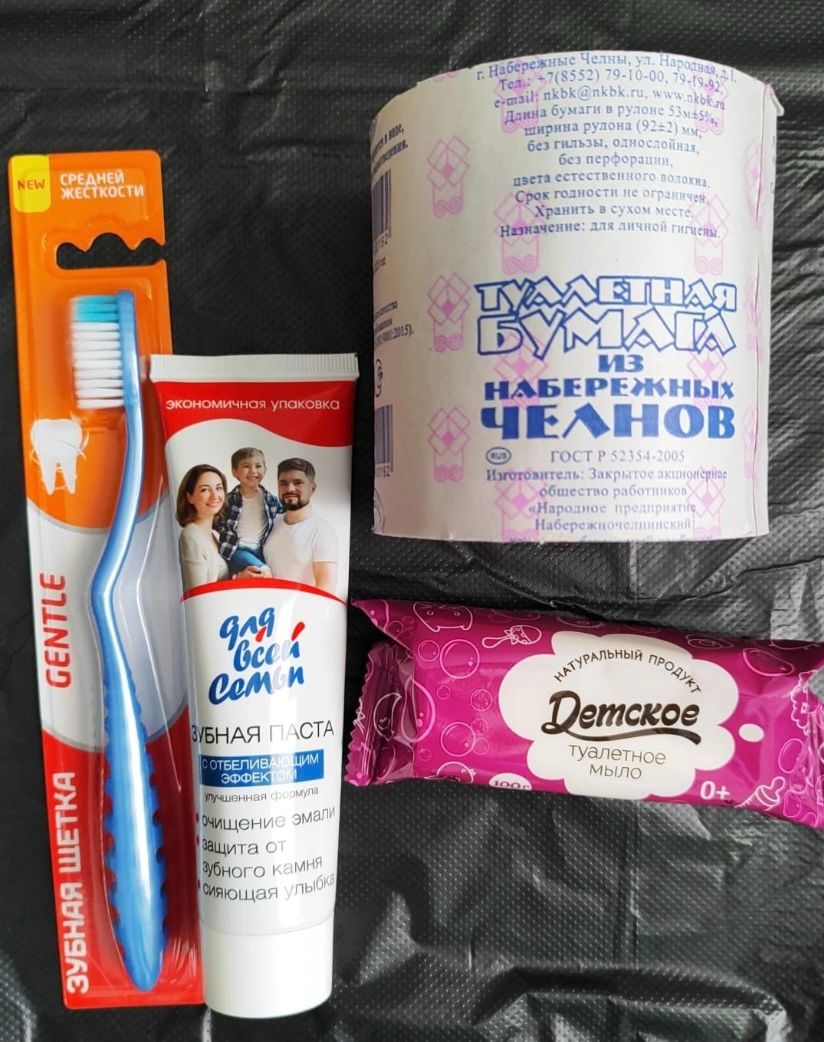 NEW
СРЕДНЕЙ
ЖЕСТКОСТИ
GENTLE
ЗУБНАЯ ЩЕТКА
ЭКОНОМИЧНАЯ УПАКОВКА
для
всей
семьи
ЗУБНАЯ ПАСТА
С ОТБЕЛИВАЮЩИМ
ЭФФЕКТОМ
улучшенная формула
• очищение эмали
• защита от
зубного камня
• сияющая улыбка
г. Набережные Челны, ул. Народная, д.1.
Тел.: +7(8552) 79-10-00, 79-19-92,
e-mail: nkbk@nkbk.ru, www.nkbk.ru
Длина бумаги в рулоне 53м±5%,
ширина рулона (92±2) мм,
без гильзы, однослойная,
без перфорации,
цвета естественного волокна.
Срок годности не ограничен.
Хранить в сухом месте.
Назначение: для личной гигиены.
ТУАЛЕТНАЯ
БУМАГА
ИЗ
НАБЕРЕЖНЫХ
ЧЕЛНОВ
RUS
ГОСТ Р 52354-2005
Изготовитель: Закрытое акционерное
общество работников
«Народное предприятие
Набережночелнинский
в воде,
2015).
НАТУРАЛЬНЫЙ ПРОДУКТ
Детское
туалетное
мыло
100 г
0+